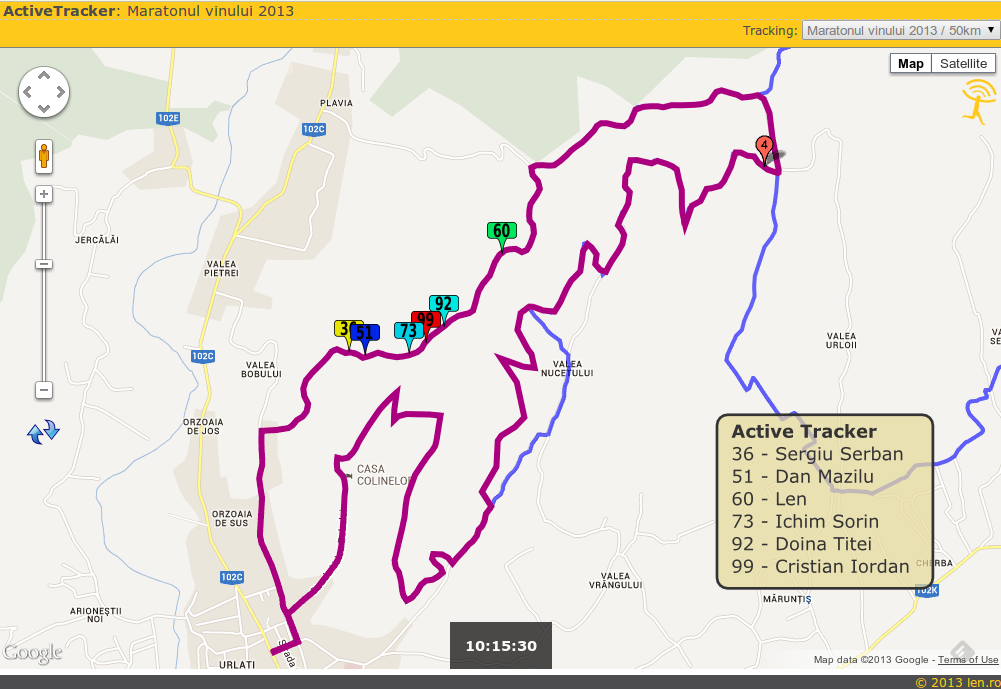 ActiveTracker: Maratonul vinului 2013
Tracking: Maratonul vinului 2013 / 50km
Map Satellite
PLAVIA
102E
102C
4
JERCĂLĂI
60
VALEA
PIETREI
92
99
36
51
73
102C
VALEA
BOBULUI
VALEA
NUCETULUI
VALEA
URLOII
VA
SE
ORZOAIA
DE JOS
Active Tracker
36 - Sergiu Serban
51 - Dan Mazilu
60 - Len
73 - Ichim Sorin
92 - Doina Titei
99 - Cristian Iordan
CASA
COLINELOR
ORZOAIA
DE SUS
102C
VALEA
VRÂNGULUI
CHERBA
102K
MĂRUNȚIȘ
ARIONEȘTII
NOI
10:15:30
Strada
Google
URLATI
Map data ©2013 Google - Terms of Use
© 2013 len.ro